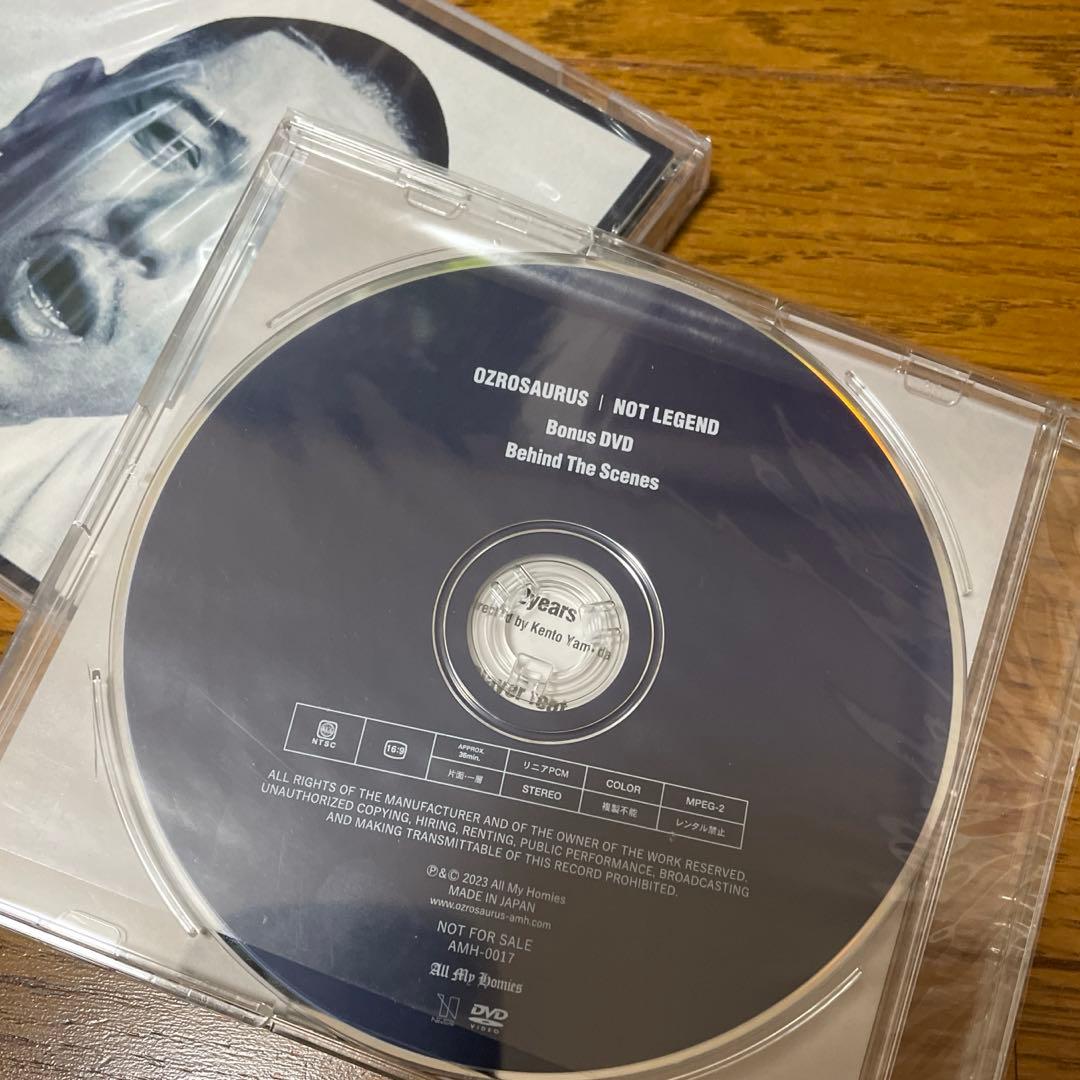 OZROSAURUS | NOT LEGEND
Bonus DVD
Behind The Scenes
years
by Kento
NTSC
16:9
APPROX.
36min.
片面・一層
リニアPCM
STEREO
COLOR
複製不能
MPEG-2
レンタル禁止
ALL RIGHTS OF THE MANUFACTURER AND OF THE OWNER OF THE WORK RESERVED.
UNAUTHORIZED COPYING, HIRING, RENTING, PUBLIC PERFORMANCE, BROADCASTING
AND MAKING TRANSMITTABLE OF THIS RECORD PROHIBITED.
℗&© 2023 All My Homies
MADE IN JAPAN
www.ozrosaurus-amh.com
NOT FOR SALE
AMH-0017
All My Homies
DVD
VIDEO